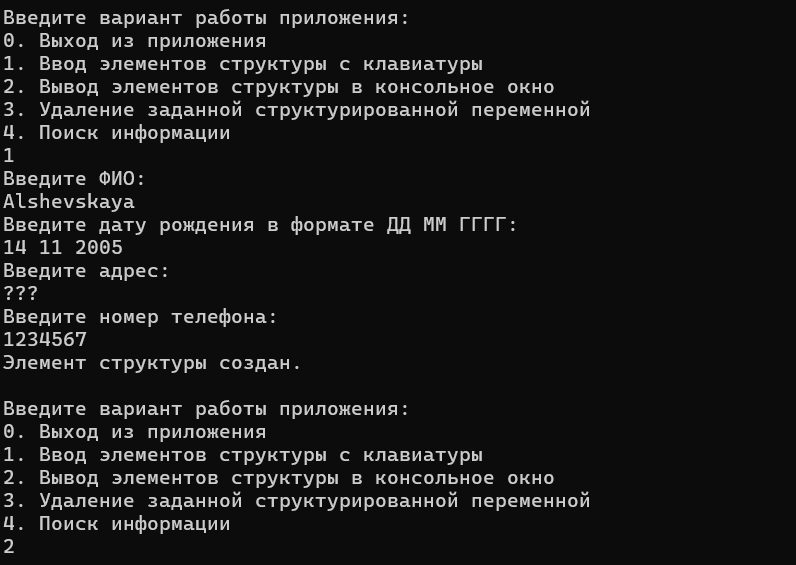 Введите вариант работы приложения:
0. Выход из приложения
1. Ввод элементов структуры с клавиатуры
2. Вывод элементов структуры в консольное окно
3. Удаление заданной структурированной переменной
4. Поиск информации
1
Введите ФИО:
Alshevskaya
Введите дату рождения в формате ДД ММ ГГГГ:
14 11 2005
Введите адрес:
???
Введите номер телефона:
1234567
Элемент структуры создан.

Введите вариант работы приложения:
0. Выход из приложения
1. Ввод элементов структуры с клавиатуры
2. Вывод элементов структуры в консольное окно
3. Удаление заданной структурированной переменной
4. Поиск информации
2